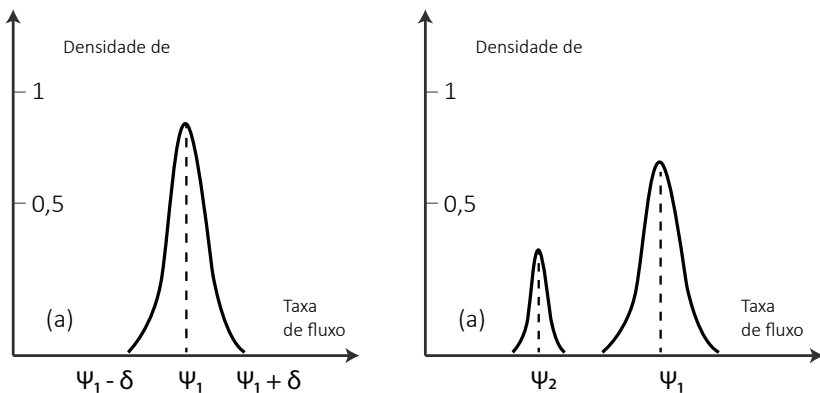 Densidade de
1
0,5
(a)
Taxa
de fluxo
Ψ₁ - δ Ψ₁ Ψ₁ + δ
Densidade de
1
0,5
(a)
Taxa
de fluxo
Ψ₂ Ψ₁